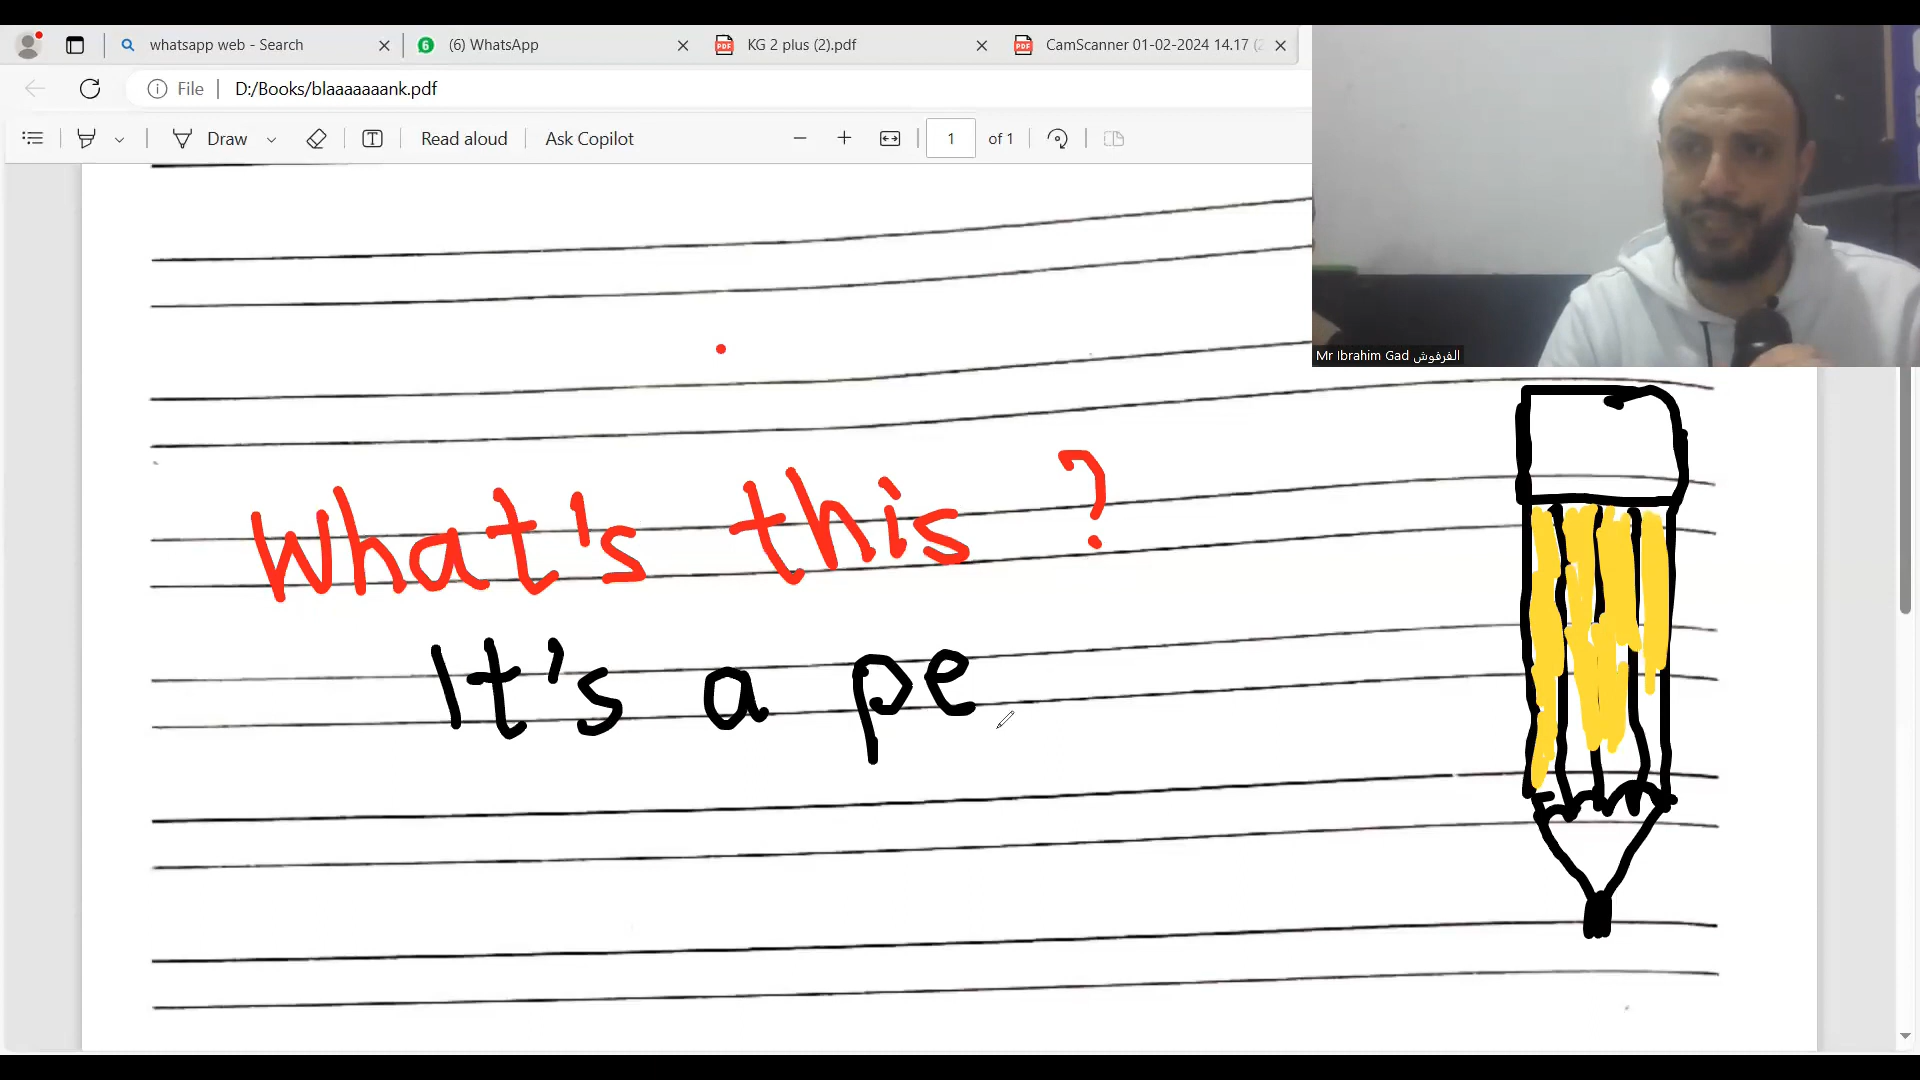 whatsapp web - Search
(6) WhatsApp
KG 2 plus (2).pdf
CamScanner 01-02-2024 14.17 (2
File
D:/Books/blaaaaaaank.pdf
Draw
Read aloud
Ask Copilot
1
of 1
Mr Ibrahim Gad الفرفوش
What's this ?
It's a pe